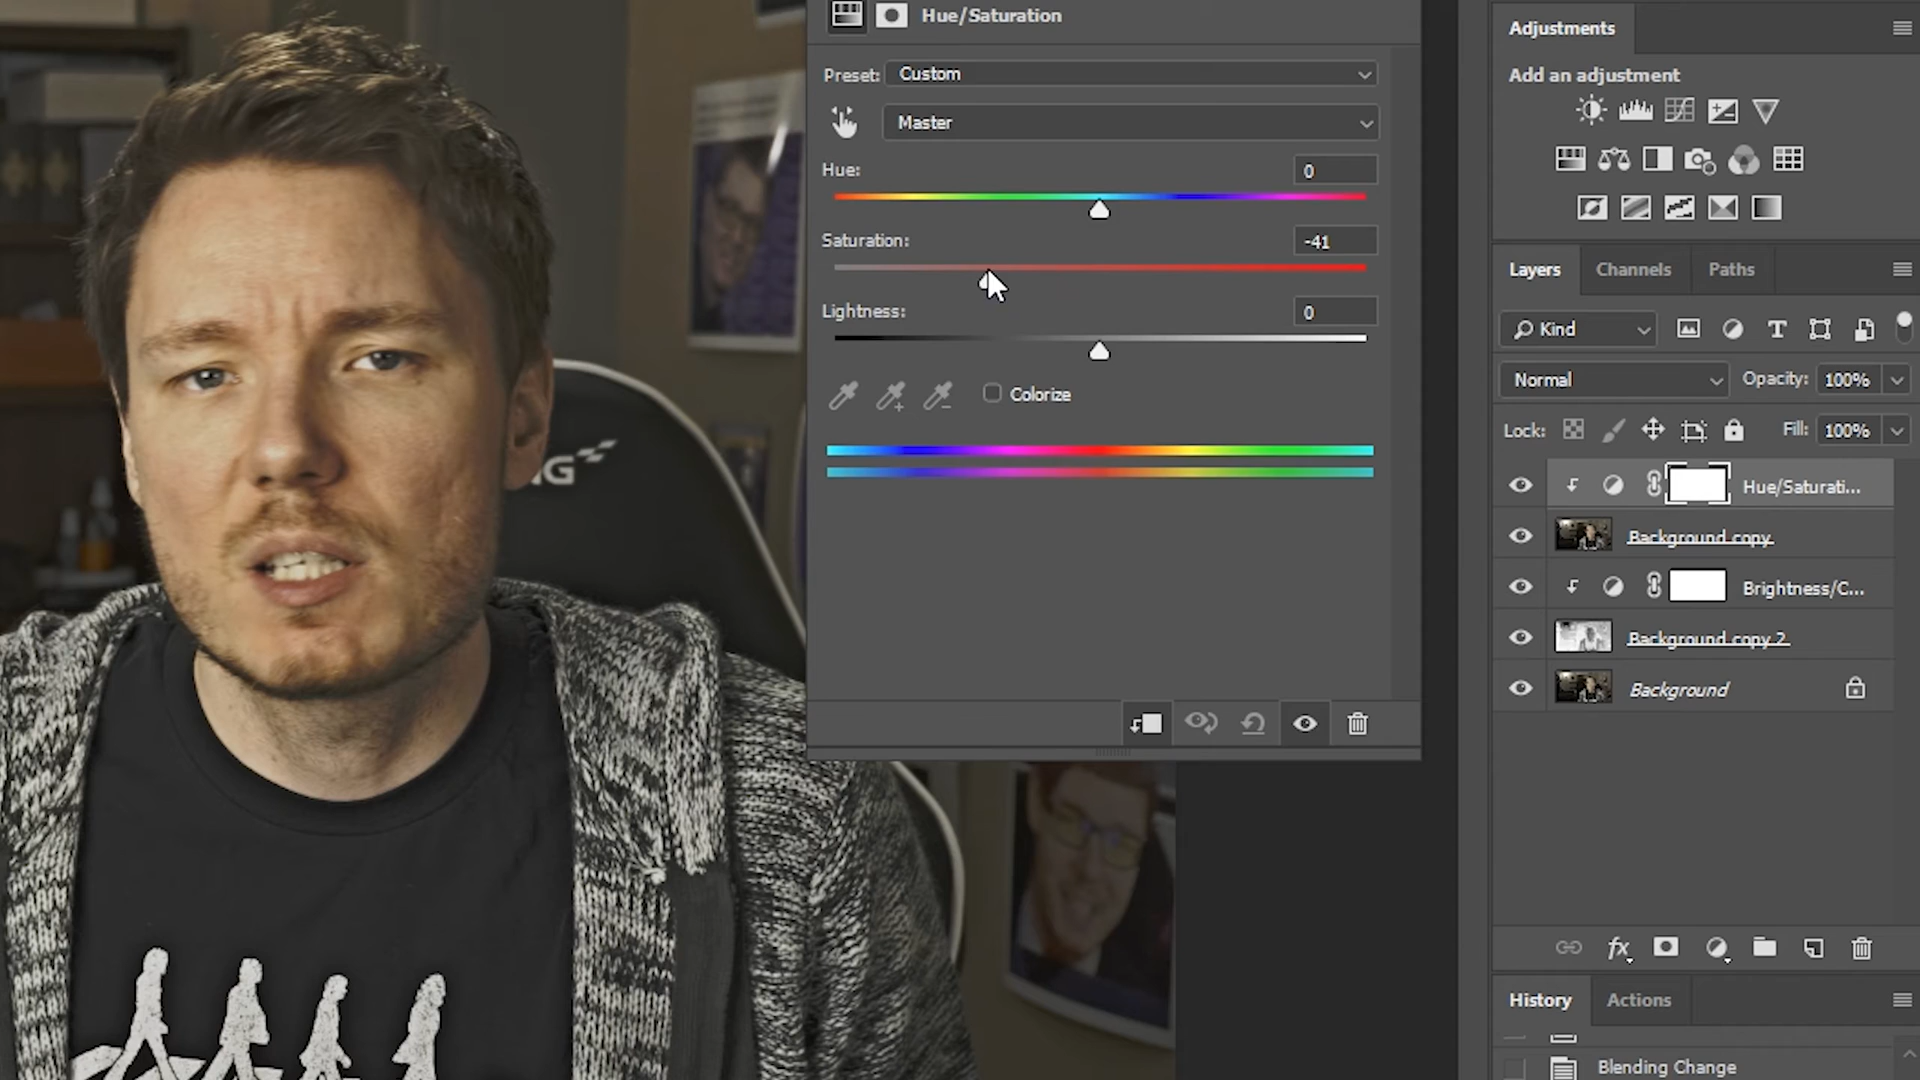 Hue/Saturation
Preset: Custom
Master
Hue: 0
Saturation: -41
Lightness: 0
Colorize
Adjustments
Add an adjustment
Layers Channels Paths
Kind
Normal Opacity: 100%
Lock: Fill: 100%
Hue/Saturati...
Background copy
Brightness/C...
Background copy 2
Background
fx
History Actions
Blending Change
NG